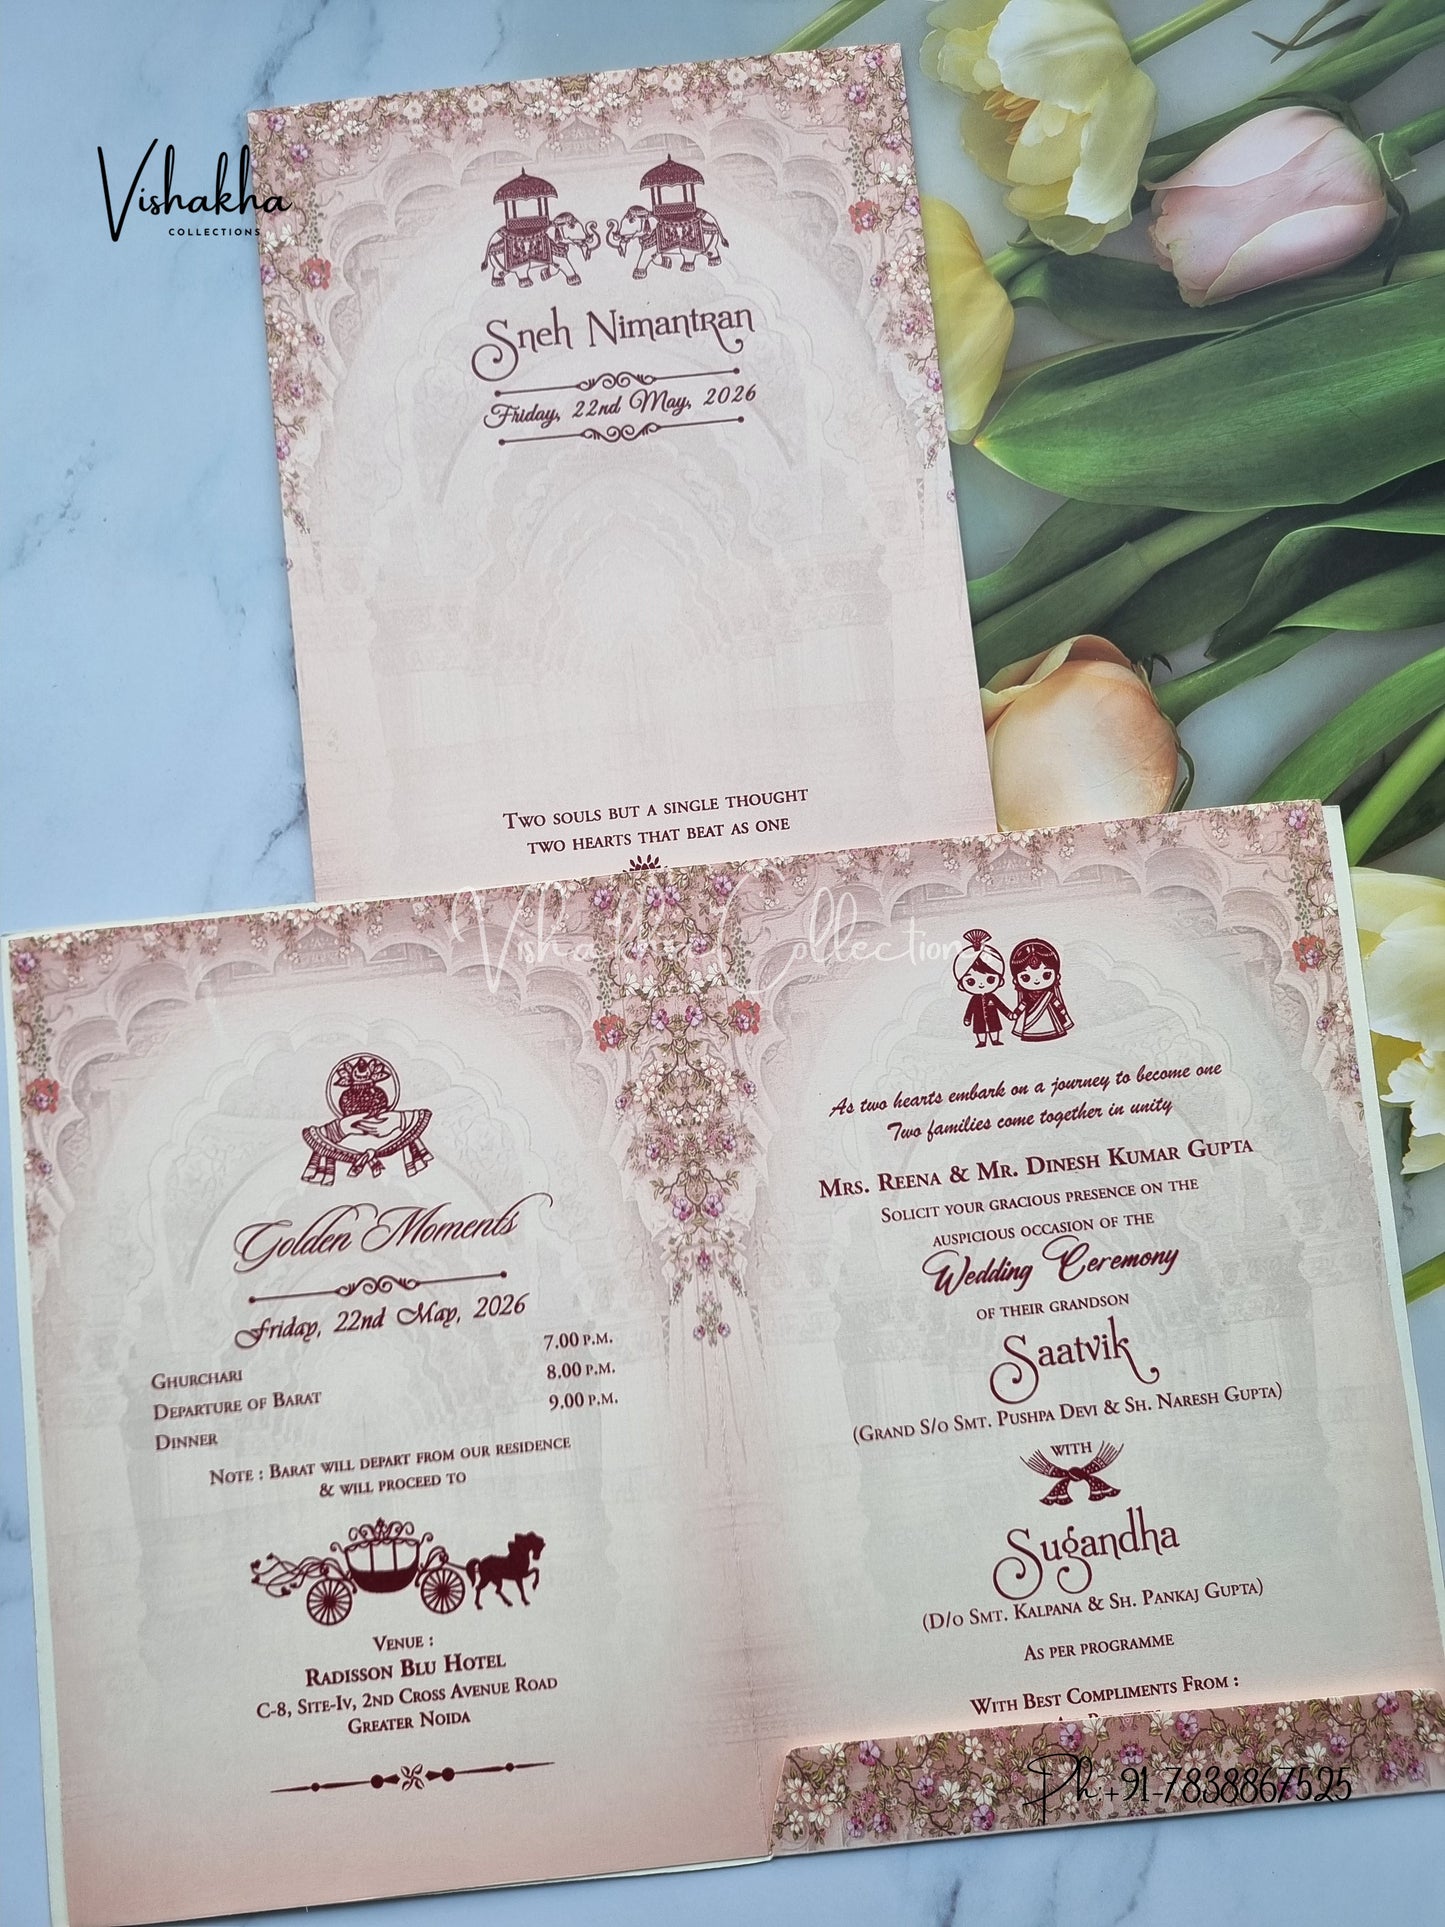 Vishakha
COLLECTIONS
Sneh Nimantran
Friday, 22nd May, 2026
TWO SOULS BUT A SINGLE THOUGHT
TWO HEARTS THAT BEAT AS ONE
Vishakha Collections
Golden Moments
Friday, 22nd May, 2026
7.00 P.M.
GHURCHARI 8.00 P.M.
DEPARTURE OF BARAT 9.00 P.M.
DINNER
NOTE : BARAT WILL DEPART FROM OUR RESIDENCE
& WILL PROCEED TO
VENUE :
RADISSON BLU HOTEL
C-8, SITE-IV, 2ND CROSS AVENUE ROAD
GREATER NOIDA
As two hearts embark on a journey to become one
Two families come together in unity
MRS. REENA & MR. DINESH KUMAR GUPTA
SOLICIT YOUR GRACIOUS PRESENCE ON THE
AUSPICIOUS OCCASION OF THE
Wedding Ceremony
OF THEIR GRANDSON
Saatvik
(GRAND S/O SMT. PUSHPA DEVI & SH. NARESH GUPTA)
WITH
Sugandha
(D/O SMT. KALPANA & SH. PANKAJ GUPTA)
AS PER PROGRAMME
WITH BEST COMPLIMENTS FROM :
Ph:+91-7838867525